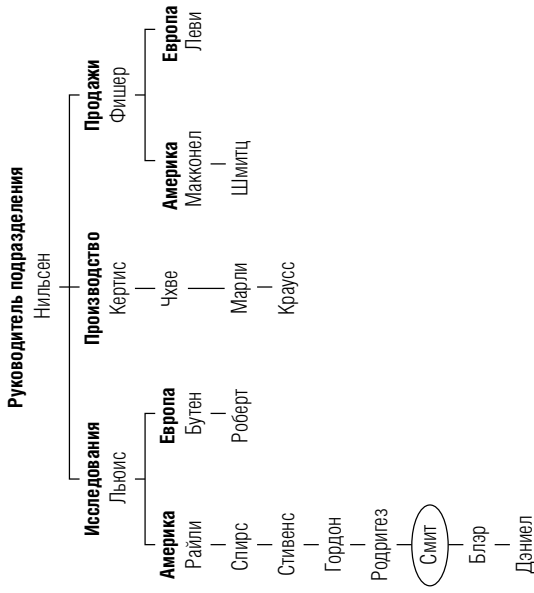 Руководитель подразделения
Нильсен
Исследования
Льюис
Америка
Райли
Спирс
Стивенс
Гордон
Родригез
Смит
Блэр
Дэниел
Европа
Бутен
Роберт
Производство
Кертис
Чхве
Марли
Краусс
Продажи
Фишер
Америка
Макконел
Шмитц
Европа
Леви